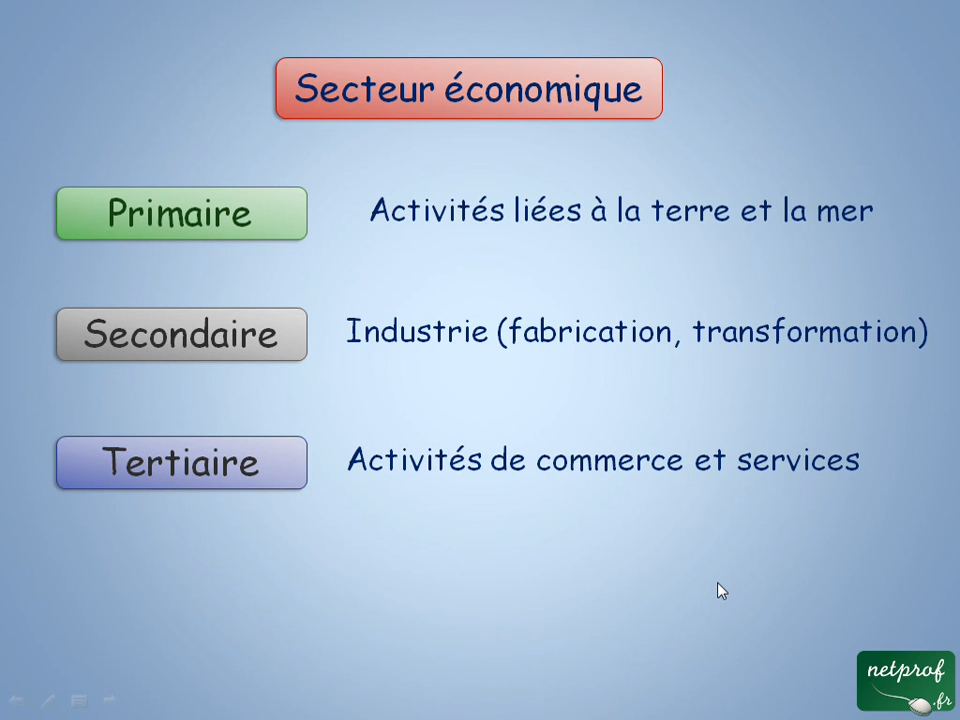 Secteur économique
Primaire
Activités liées à la terre et la mer
Secondaire
Industrie (fabrication, transformation)
Tertiaire
Activités de commerce et services
netprof
.fr